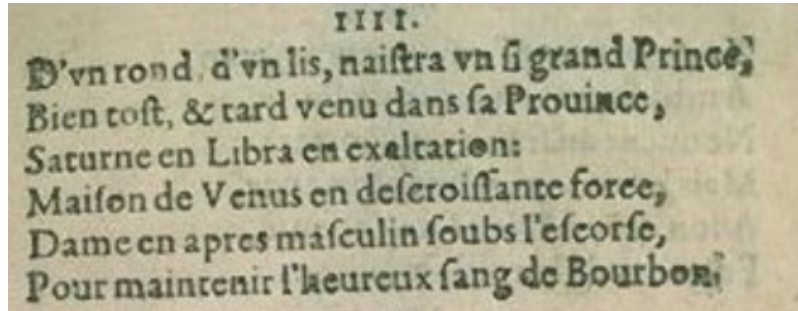 IIII.
D'vn rond, d'vn lis, naiſtra vn ſi grand Prince,
Bien toſt, & tard venu dans ſa Prouince,
Saturne en Libra en exaltation:
Maiſon de Venus en deſcroiſſante force,
Dame en apres maſculin ſoubs l'eſcorſe,
Pour maintenir l'heureux ſang de Bourbon.